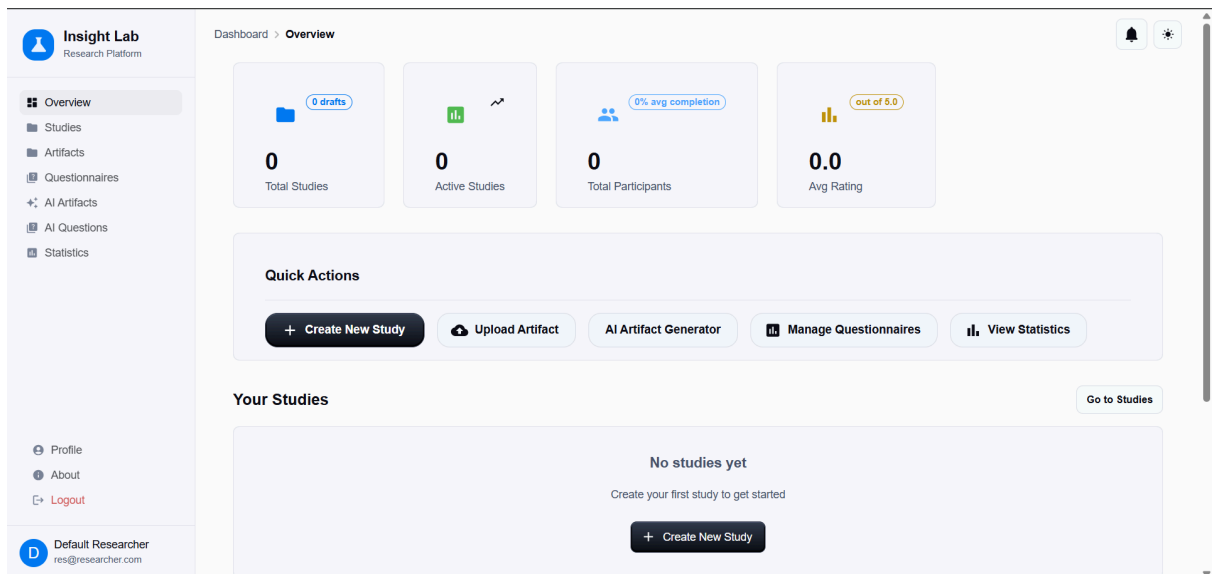 Insight Lab
Research Platform
Overview
Studies
Artifacts
Questionnaires
AI Artifacts
AI Questions
Statistics
Profile
About
Logout
D
Default Researcher
res@researcher.com
Dashboard > Overview
0 drafts
0
Total Studies
0
Active Studies
0% avg completion
0
Total Participants
out of 5.0
0.0
Avg Rating
Quick Actions
+ Create New Study
Upload Artifact
AI Artifact Generator
Manage Questionnaires
View Statistics
Your Studies
Go to Studies
No studies yet
Create your first study to get started
+ Create New Study